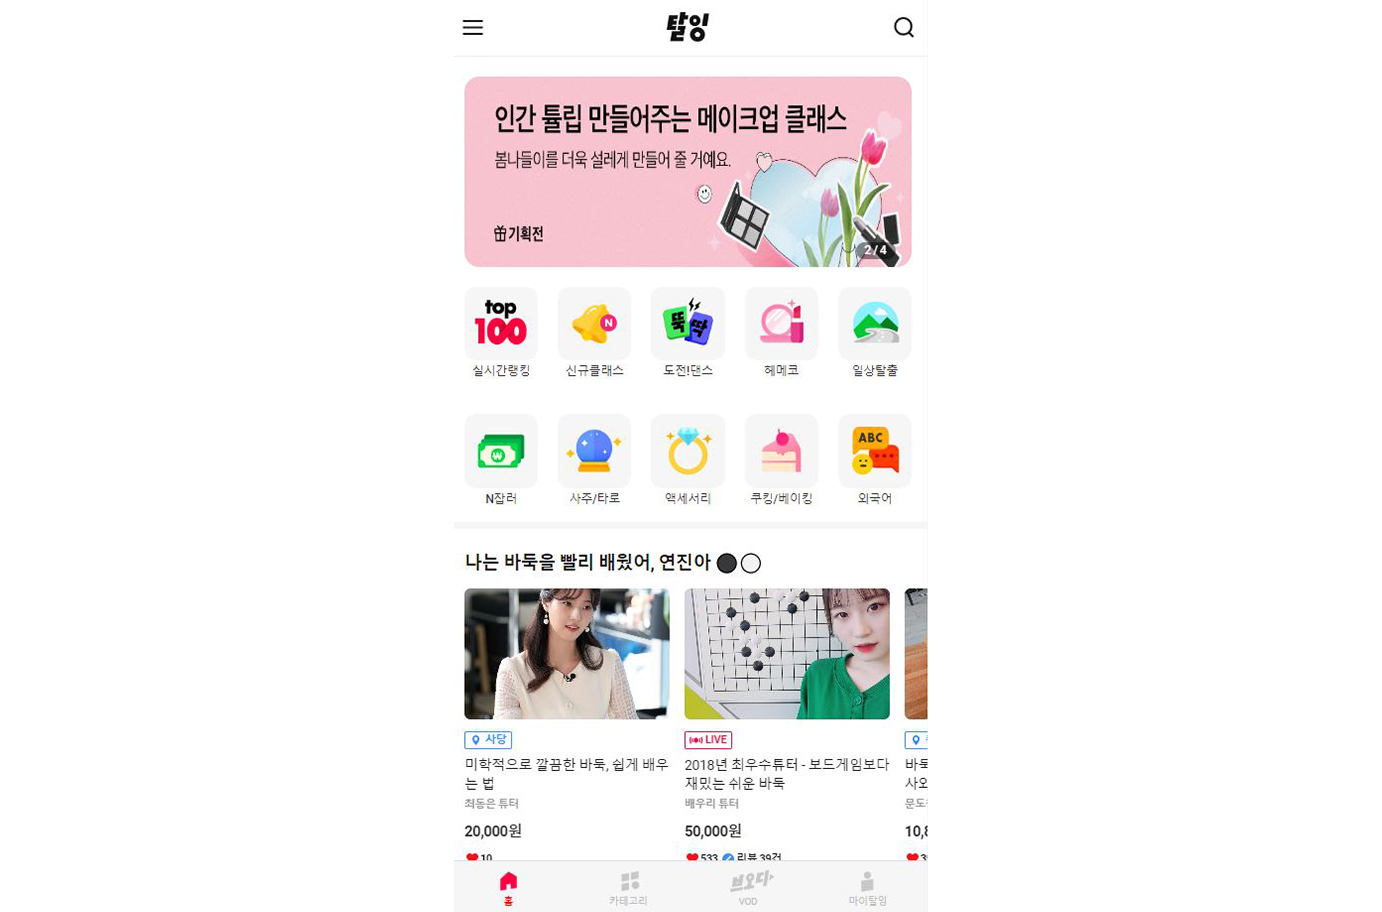 탈잉
인간 튤립 만들어주는 메이크업 클래스
봄나들이를 더욱 설레게 만들어 줄 거예요.
기획전
2/4
top
100
N
뚝
딱
실시간랭킹
신규클래스
도전!댄스
헤메코
일상탈출
ABC
N잡러
사주/타로
액세서리
쿠킹/베이킹
외국어
나는 바둑을 빨리 배웠어, 연진아
사당
미학적으로 깔끔한 바둑, 쉽게 배우
는 법
최동은 튜터
20,000원
10
LIVE
2018년 최우수튜터 - 보드게임보다
재밌는 쉬운 바둑
배우리 튜터
50,000원
533 리뷰 39건
바둑
사오
문도
10,8
홈
카테고리
브오다
VOD
마이탈잉